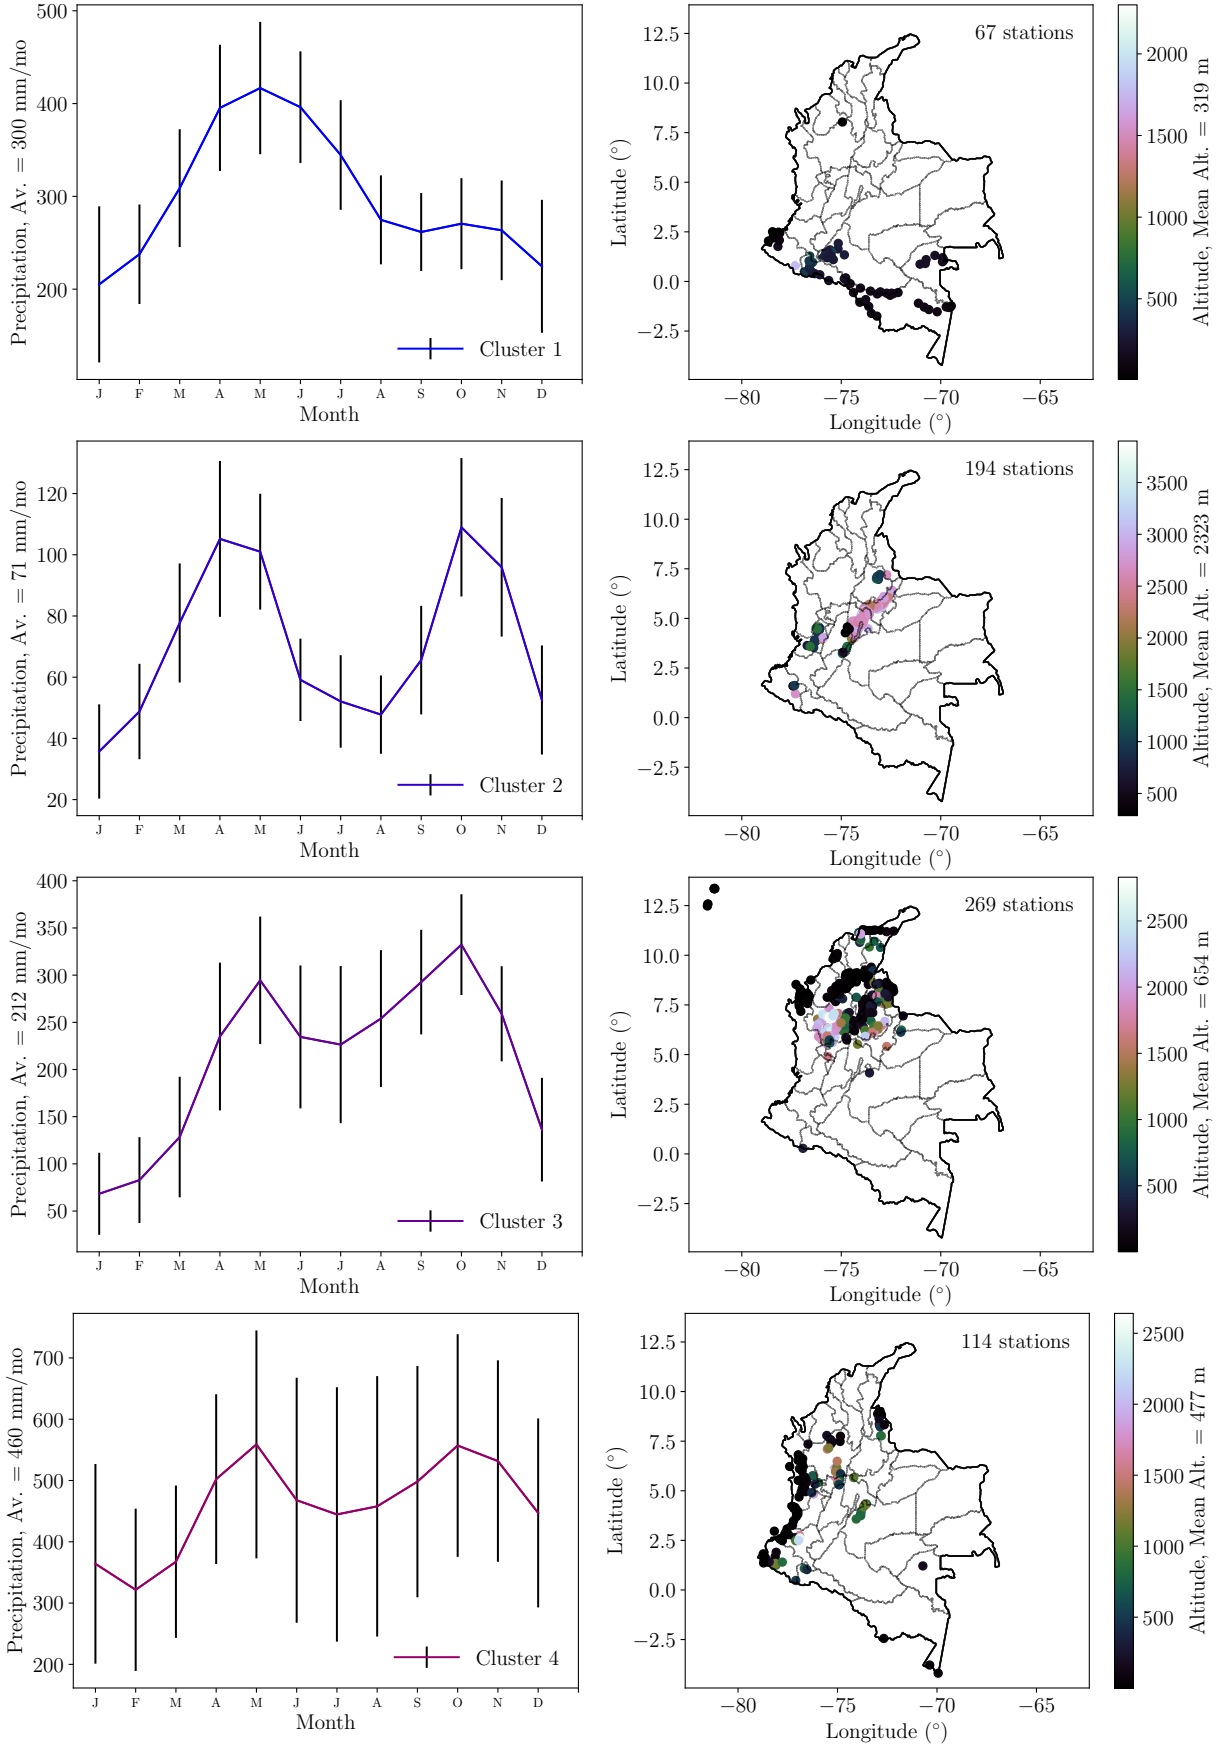 500
400
300
200
Precipitation, Av. = 300 mm/mo
J F M A M J J A S O N D
Month
Cluster 1
67 stations
12.5
10.0
7.5
5.0
2.5
0.0
−2.5
Latitude (°)
−80 −75 −70 −65
Longitude (°)
2000
1500
1000
500
Altitude, Mean Alt. = 319 m
120
100
80
60
40
20
Precipitation, Av. = 71 mm/mo
J F M A M J J A S O N D
Month
Cluster 2
194 stations
12.5
10.0
7.5
5.0
2.5
0.0
−2.5
Latitude (°)
−80 −75 −70 −65
Longitude (°)
3500
3000
2500
2000
1500
1000
500
Altitude, Mean Alt. = 2323 m
400
350
300
250
200
150
100
50
Precipitation, Av. = 212 mm/mo
J F M A M J J A S O N D
Month
Cluster 3
269 stations
12.5
10.0
7.5
5.0
2.5
0.0
−2.5
Latitude (°)
−80 −75 −70 −65
Longitude (°)
2500
2000
1500
1000
500
Altitude, Mean Alt. = 654 m
700
600
500
400
300
200
Precipitation, Av. = 460 mm/mo
J F M A M J J A S O N D
Month
Cluster 4
114 stations
12.5
10.0
7.5
5.0
2.5
0.0
−2.5
Latitude (°)
−80 −75 −70 −65
Longitude (°)
2500
2000
1500
1000
500
Altitude, Mean Alt. = 477 m